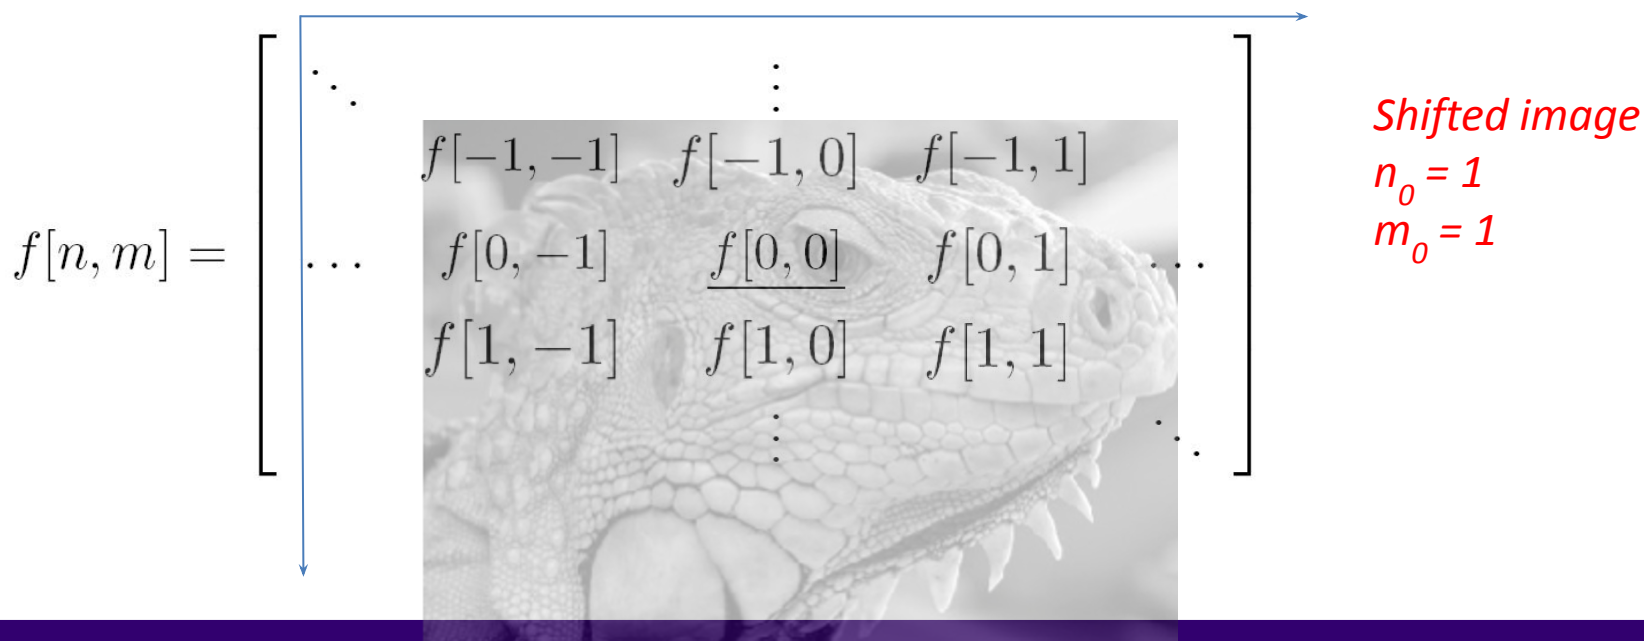 ⋱ ⋮
f[−1, −1] f[−1, 0] f[−1, 1]
f[n, m] = ... f[0, −1] f[0, 0] f[0, 1] ...
f[1, −1] f[1, 0] f[1, 1]
⋮ ⋱
Shifted image
n₀ = 1
m₀ = 1